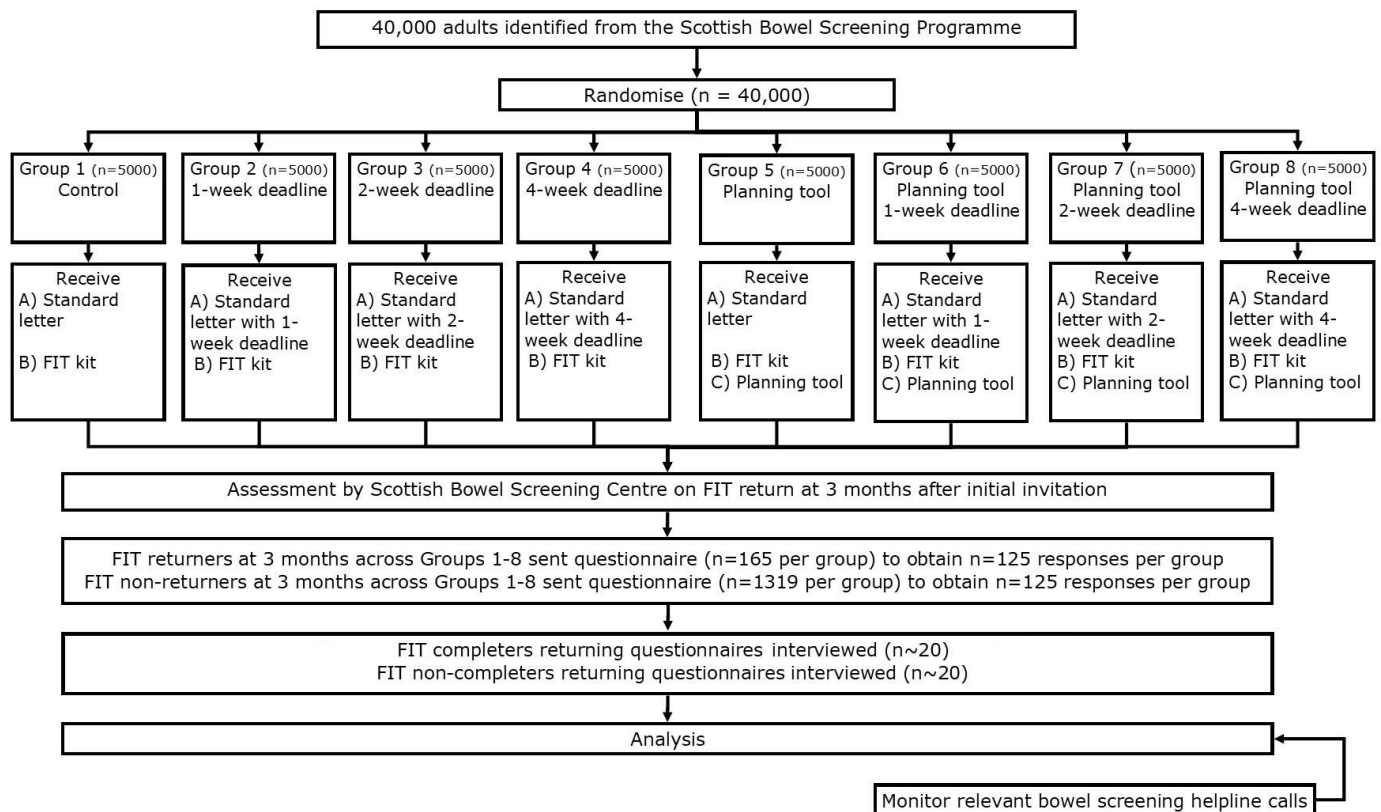 40,000 adults identified from the Scottish Bowel Screening Programme
Randomise (n = 40,000)
Group 1 (n=5000)
Control
Group 2 (n=5000)
1-week deadline
Group 3 (n=5000)
2-week deadline
Group 4 (n=5000)
4-week deadline
Group 5 (n=5000)
Planning tool
Group 6 (n=5000)
Planning tool
1-week deadline
Group 7 (n=5000)
Planning tool
2-week deadline
Group 8 (n=5000)
Planning tool
4-week deadline
Receive
A) Standard
letter
B) FIT kit
Receive
A) Standard
letter with 1-
week deadline
B) FIT kit
Receive
A) Standard
letter with 2-
week deadline
B) FIT kit
Receive
A) Standard
letter with 4-
week deadline
B) FIT kit
Receive
A) Standard
letter
B) FIT kit
C) Planning tool
Receive
A) Standard
letter with 1-
week deadline
B) FIT kit
C) Planning tool
Receive
A) Standard
letter with 2-
week deadline
B) FIT kit
C) Planning tool
Receive
A) Standard
letter with 4-
week deadline
B) FIT kit
C) Planning tool
Assessment by Scottish Bowel Screening Centre on FIT return at 3 months after initial invitation
FIT returners at 3 months across Groups 1-8 sent questionnaire (n=165 per group) to obtain n=125 responses per group
FIT non-returners at 3 months across Groups 1-8 sent questionnaire (n=1319 per group) to obtain n=125 responses per group
FIT completers returning questionnaires interviewed (n~20)
FIT non-completers returning questionnaires interviewed (n~20)
Analysis
Monitor relevant bowel screening helpline calls